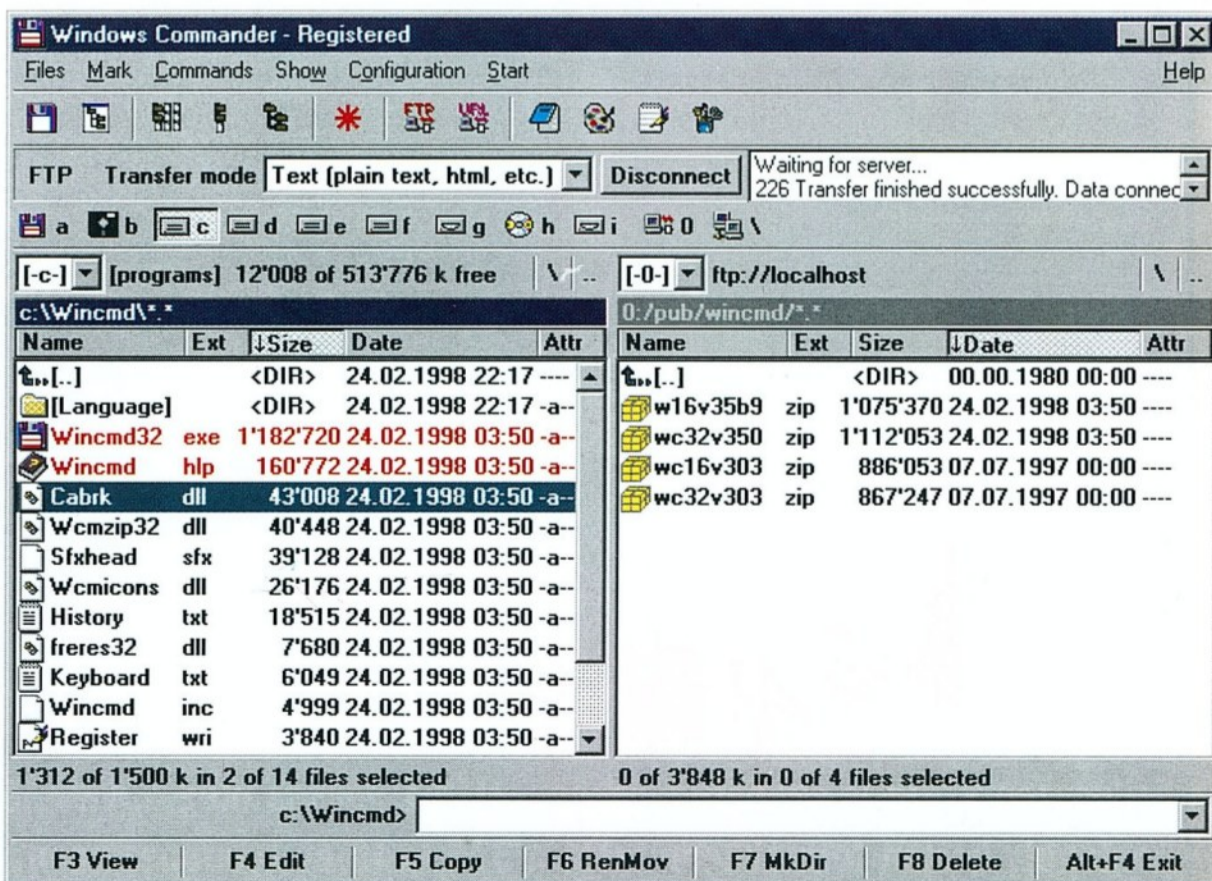 Windows Commander - Registered
Files Mark Commands Show Configuration Start Help
FTP URL
FTP Transfer mode Text (plain text, html, etc.) Disconnect Waiting for server...
226 Transfer finished successfully. Data connec
a b c d e f g h i 0 \
[-c-] [programs] 12'008 of 513'776 k free \ .. [-0-] ftp://localhost \ ..
c:\Wincmd\*.* 0:/pub/wincmd/*.*
Name Ext ↓Size Date Attr Name Ext Size ↓Date Attr
[..] <DIR> 24.02.1998 22:17 ---- [..] <DIR> 00.00.1980 00:00 ----
[Language] <DIR> 24.02.1998 22:17 -a-- w16v35b9 zip 1'075'370 24.02.1998 03:50 ----
Wincmd32 exe 1'182'720 24.02.1998 03:50 -a-- wc32v350 zip 1'112'053 24.02.1998 03:50 ----
Wincmd hlp 160'772 24.02.1998 03:50 -a-- wc16v303 zip 886'053 07.07.1997 00:00 ----
Cabrk dll 43'008 24.02.1998 03:50 -a-- wc32v303 zip 867'247 07.07.1997 00:00 ----
Wcmzip32 dll 40'448 24.02.1998 03:50 -a--
Sfxhead sfx 39'128 24.02.1998 03:50 -a--
Wcmicons dll 26'176 24.02.1998 03:50 -a--
History txt 18'515 24.02.1998 03:50 -a--
freres32 dll 7'680 24.02.1998 03:50 -a--
Keyboard txt 6'049 24.02.1998 03:50 -a--
Wincmd inc 4'999 24.02.1998 03:50 -a--
Register wri 3'840 24.02.1998 03:50 -a--
1'312 of 1'500 k in 2 of 14 files selected 0 of 3'848 k in 0 of 4 files selected
c:\Wincmd>
F3 View F4 Edit F5 Copy F6 RenMov F7 MkDir F8 Delete Alt+F4 Exit